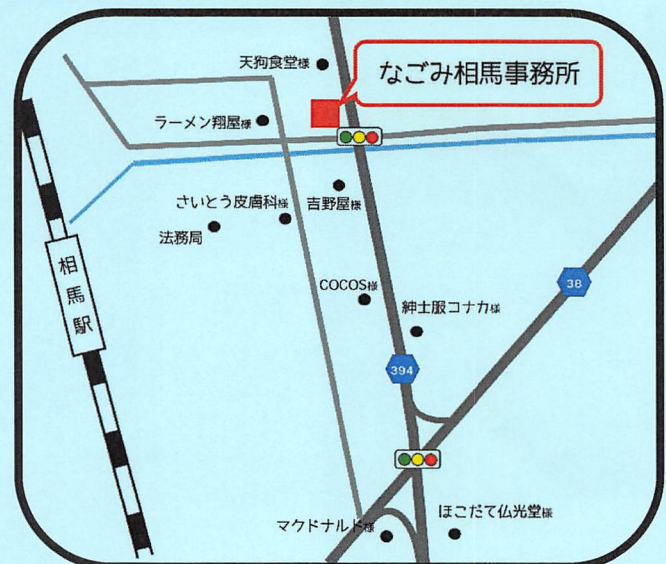 天狗食堂様
なごみ相馬事務所
ラーメン翔屋様
さいとう皮膚科様
吉野屋様
法務局
相馬駅
COCOS様
38
紳士服コナカ様
394
ほこだて仏光堂様
マクドナルド様